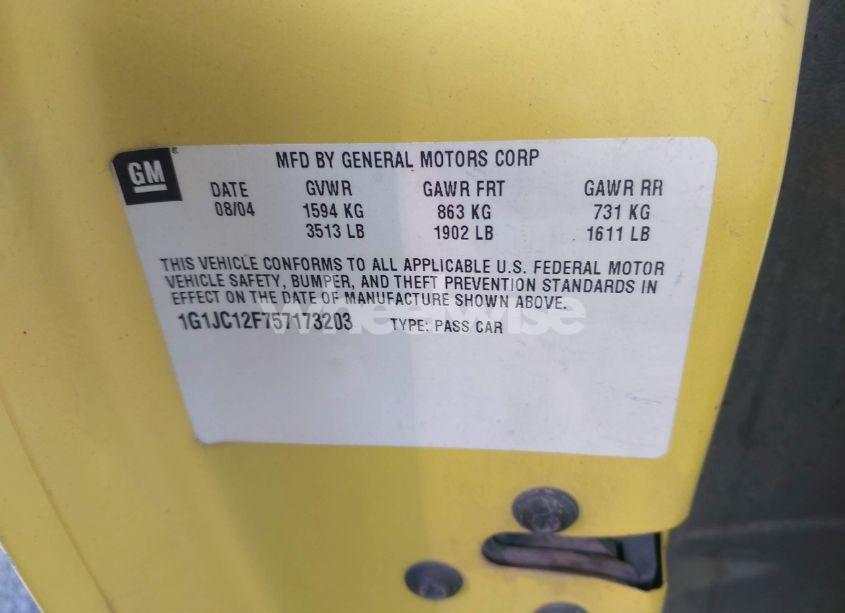 GM
MFD BY GENERAL MOTORS CORP
DATE GVWR GAWR FRT GAWR RR
08/04 1594 KG 863 KG 731 KG
3513 LB 1902 LB 1611 LB
THIS VEHICLE CONFORMS TO ALL APPLICABLE U.S. FEDERAL MOTOR
VEHICLE SAFETY, BUMPER, AND THEFT PREVENTION STANDARDS IN
EFFECT ON THE DATE OF MANUFACTURE SHOWN ABOVE.
wheelwise
1G1JC12F757173203 TYPE: PASS CAR